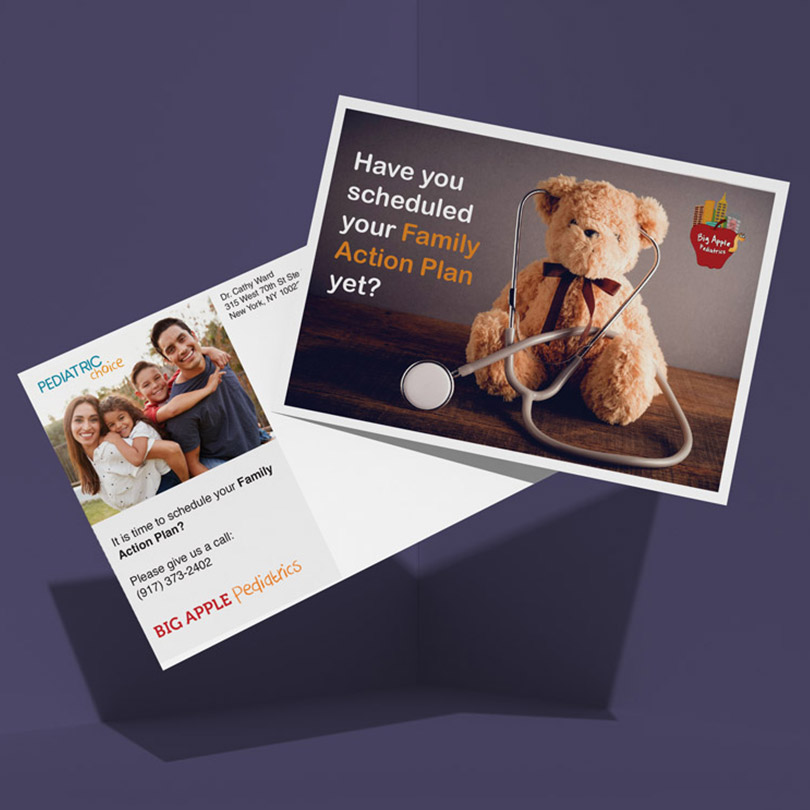 Have you
scheduled
your Family
Action Plan
yet?
Big Apple
Pediatrics
Dr. Cathy Ward
315 West 70th St Ste
New York, NY
PEDIATRIC
choice
It is time to schedule your Family
Action Plan?
Please give us a call:
(917) 373-2402
BIG APPLE Pediatrics